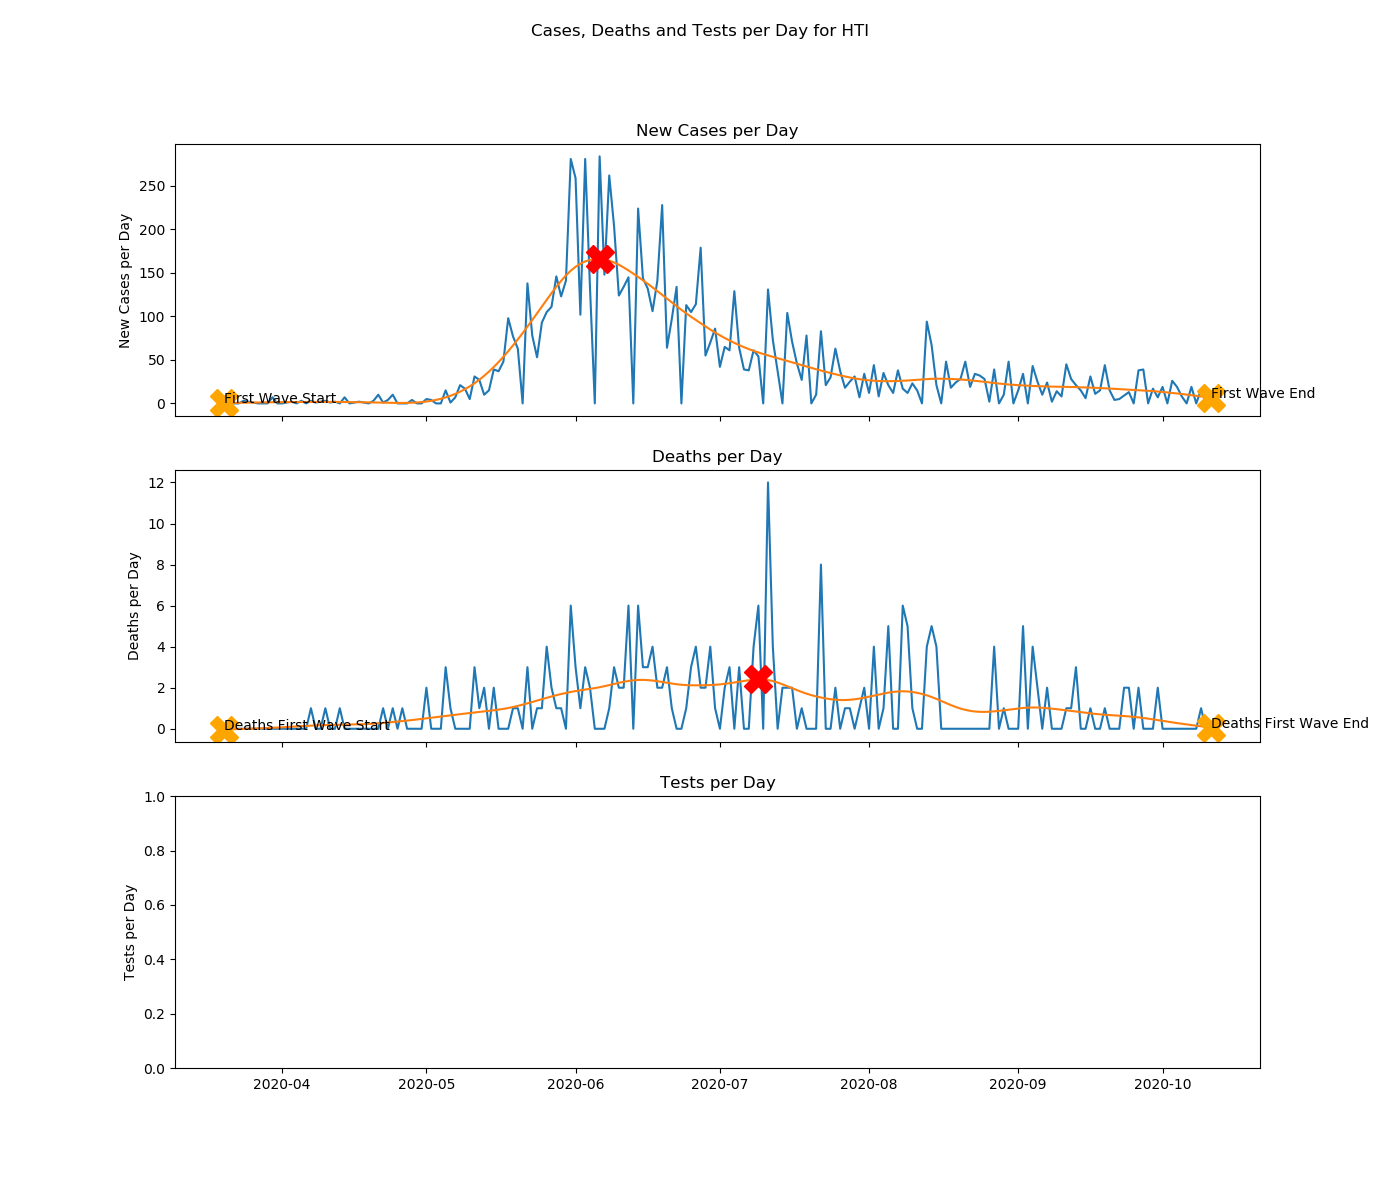 Cases, Deaths and Tests per Day for HTI
New Cases per Day
New Cases per Day
250
200
150
100
50
0
First Wave Start
First Wave End
Deaths per Day
Deaths per Day
12
10
8
6
4
2
0
Deaths First Wave Start
Deaths First Wave End
Tests per Day
Tests per Day
1.0
0.8
0.6
0.4
0.2
0.0
2020-04 2020-05 2020-06 2020-07 2020-08 2020-09 2020-10